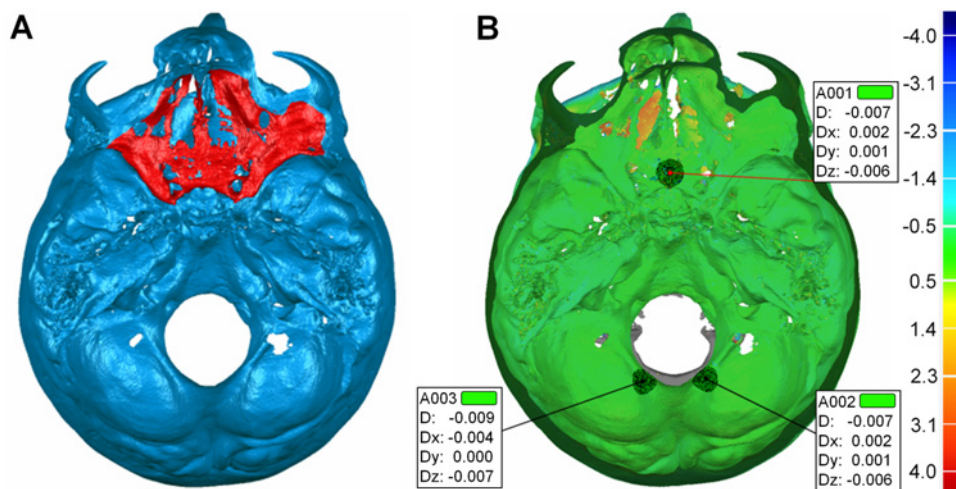 A
B
-4.0
-3.1
-2.3
-1.4
-0.5
0.5
1.4
2.3
3.1
4.0
A001
D: -0.007
Dx: 0.002
Dy: 0.001
Dz: -0.006
A003
D: -0.009
Dx: -0.004
Dy: 0.000
Dz: -0.007
A002
D: -0.007
Dx: 0.002
Dy: 0.001
Dz: -0.006